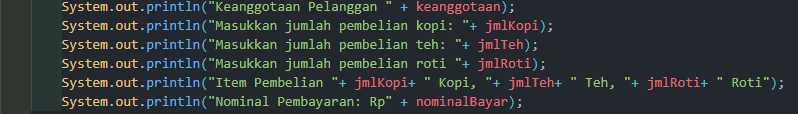 System.out.println("Keanggotaan Pelanggan " + keanggotaan);
System.out.println("Masukkan jumlah pembelian kopi: "+ jmlKopi);
System.out.println("Masukkan jumlah pembelian teh: "+ jmlTeh);
System.out.println("Masukkan jumlah pembelian roti "+ jmlRoti);
System.out.println("Item Pembelian "+ jmlKopi+ " Kopi, "+ jmlTeh+ " Teh, "+ jmlRoti+ " Roti");
System.out.println("Nominal Pembayaran: Rp" + nominalBayar);